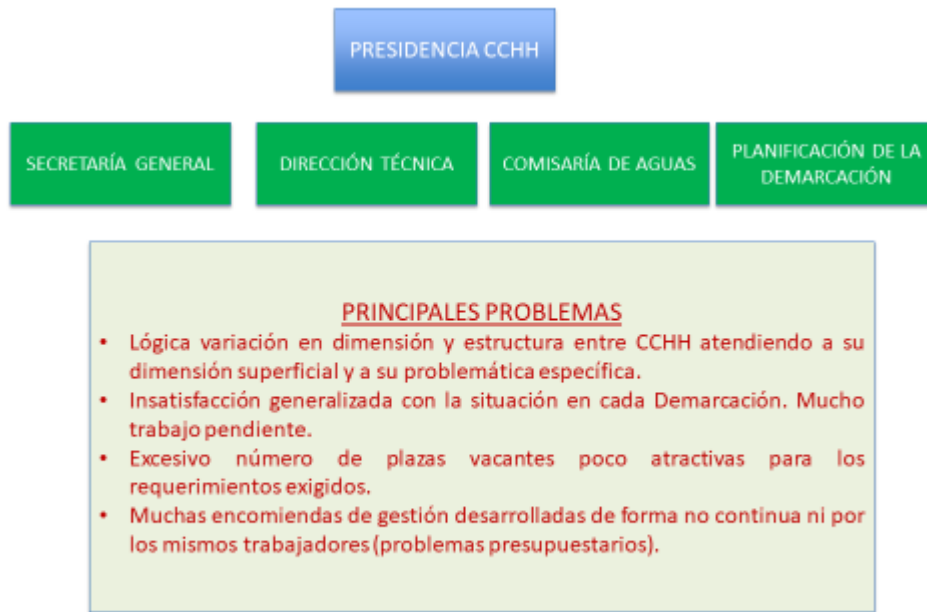 PRESIDENCIA CCHH
SECRETARÍA GENERAL
DIRECCIÓN TÉCNICA
COMISARÍA DE AGUAS
PLANIFICACIÓN DE LA
DEMARCACIÓN
PRINCIPALES PROBLEMAS
• Lógica variación en dimensión y estructura entre CCHH atendiendo a su
dimensión superficial y a su problemática específica.
• Insatisfacción generalizada con la situación en cada Demarcación. Mucho
trabajo pendiente.
• Excesivo número de plazas vacantes poco atractivas para los
requerimientos exigidos.
• Muchas encomiendas de gestión desarrolladas de forma no continua ni por
los mismos trabajadores (problemas presupuestarios).